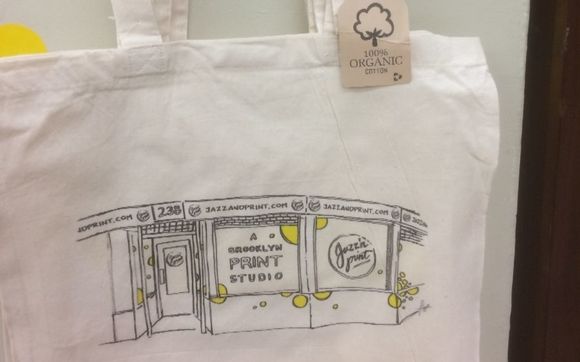 100%
ORGANIC
COTTON
JAZZANDPRINT.COM
238
JAZZANDPRINT.COM
JAZZANDPRINT.COM
A
BROOKLYN
PRINT
STUDIO
Jazz n'
print